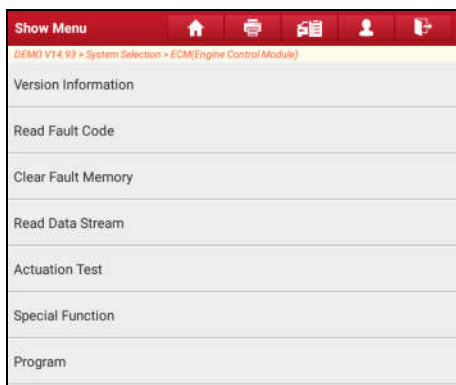 Show Menu
DEMO V14.93 > System Selection > ECM(Engine Control Module)
Version Information
Read Fault Code
Clear Fault Memory
Read Data Stream
Actuation Test
Special Function
Program